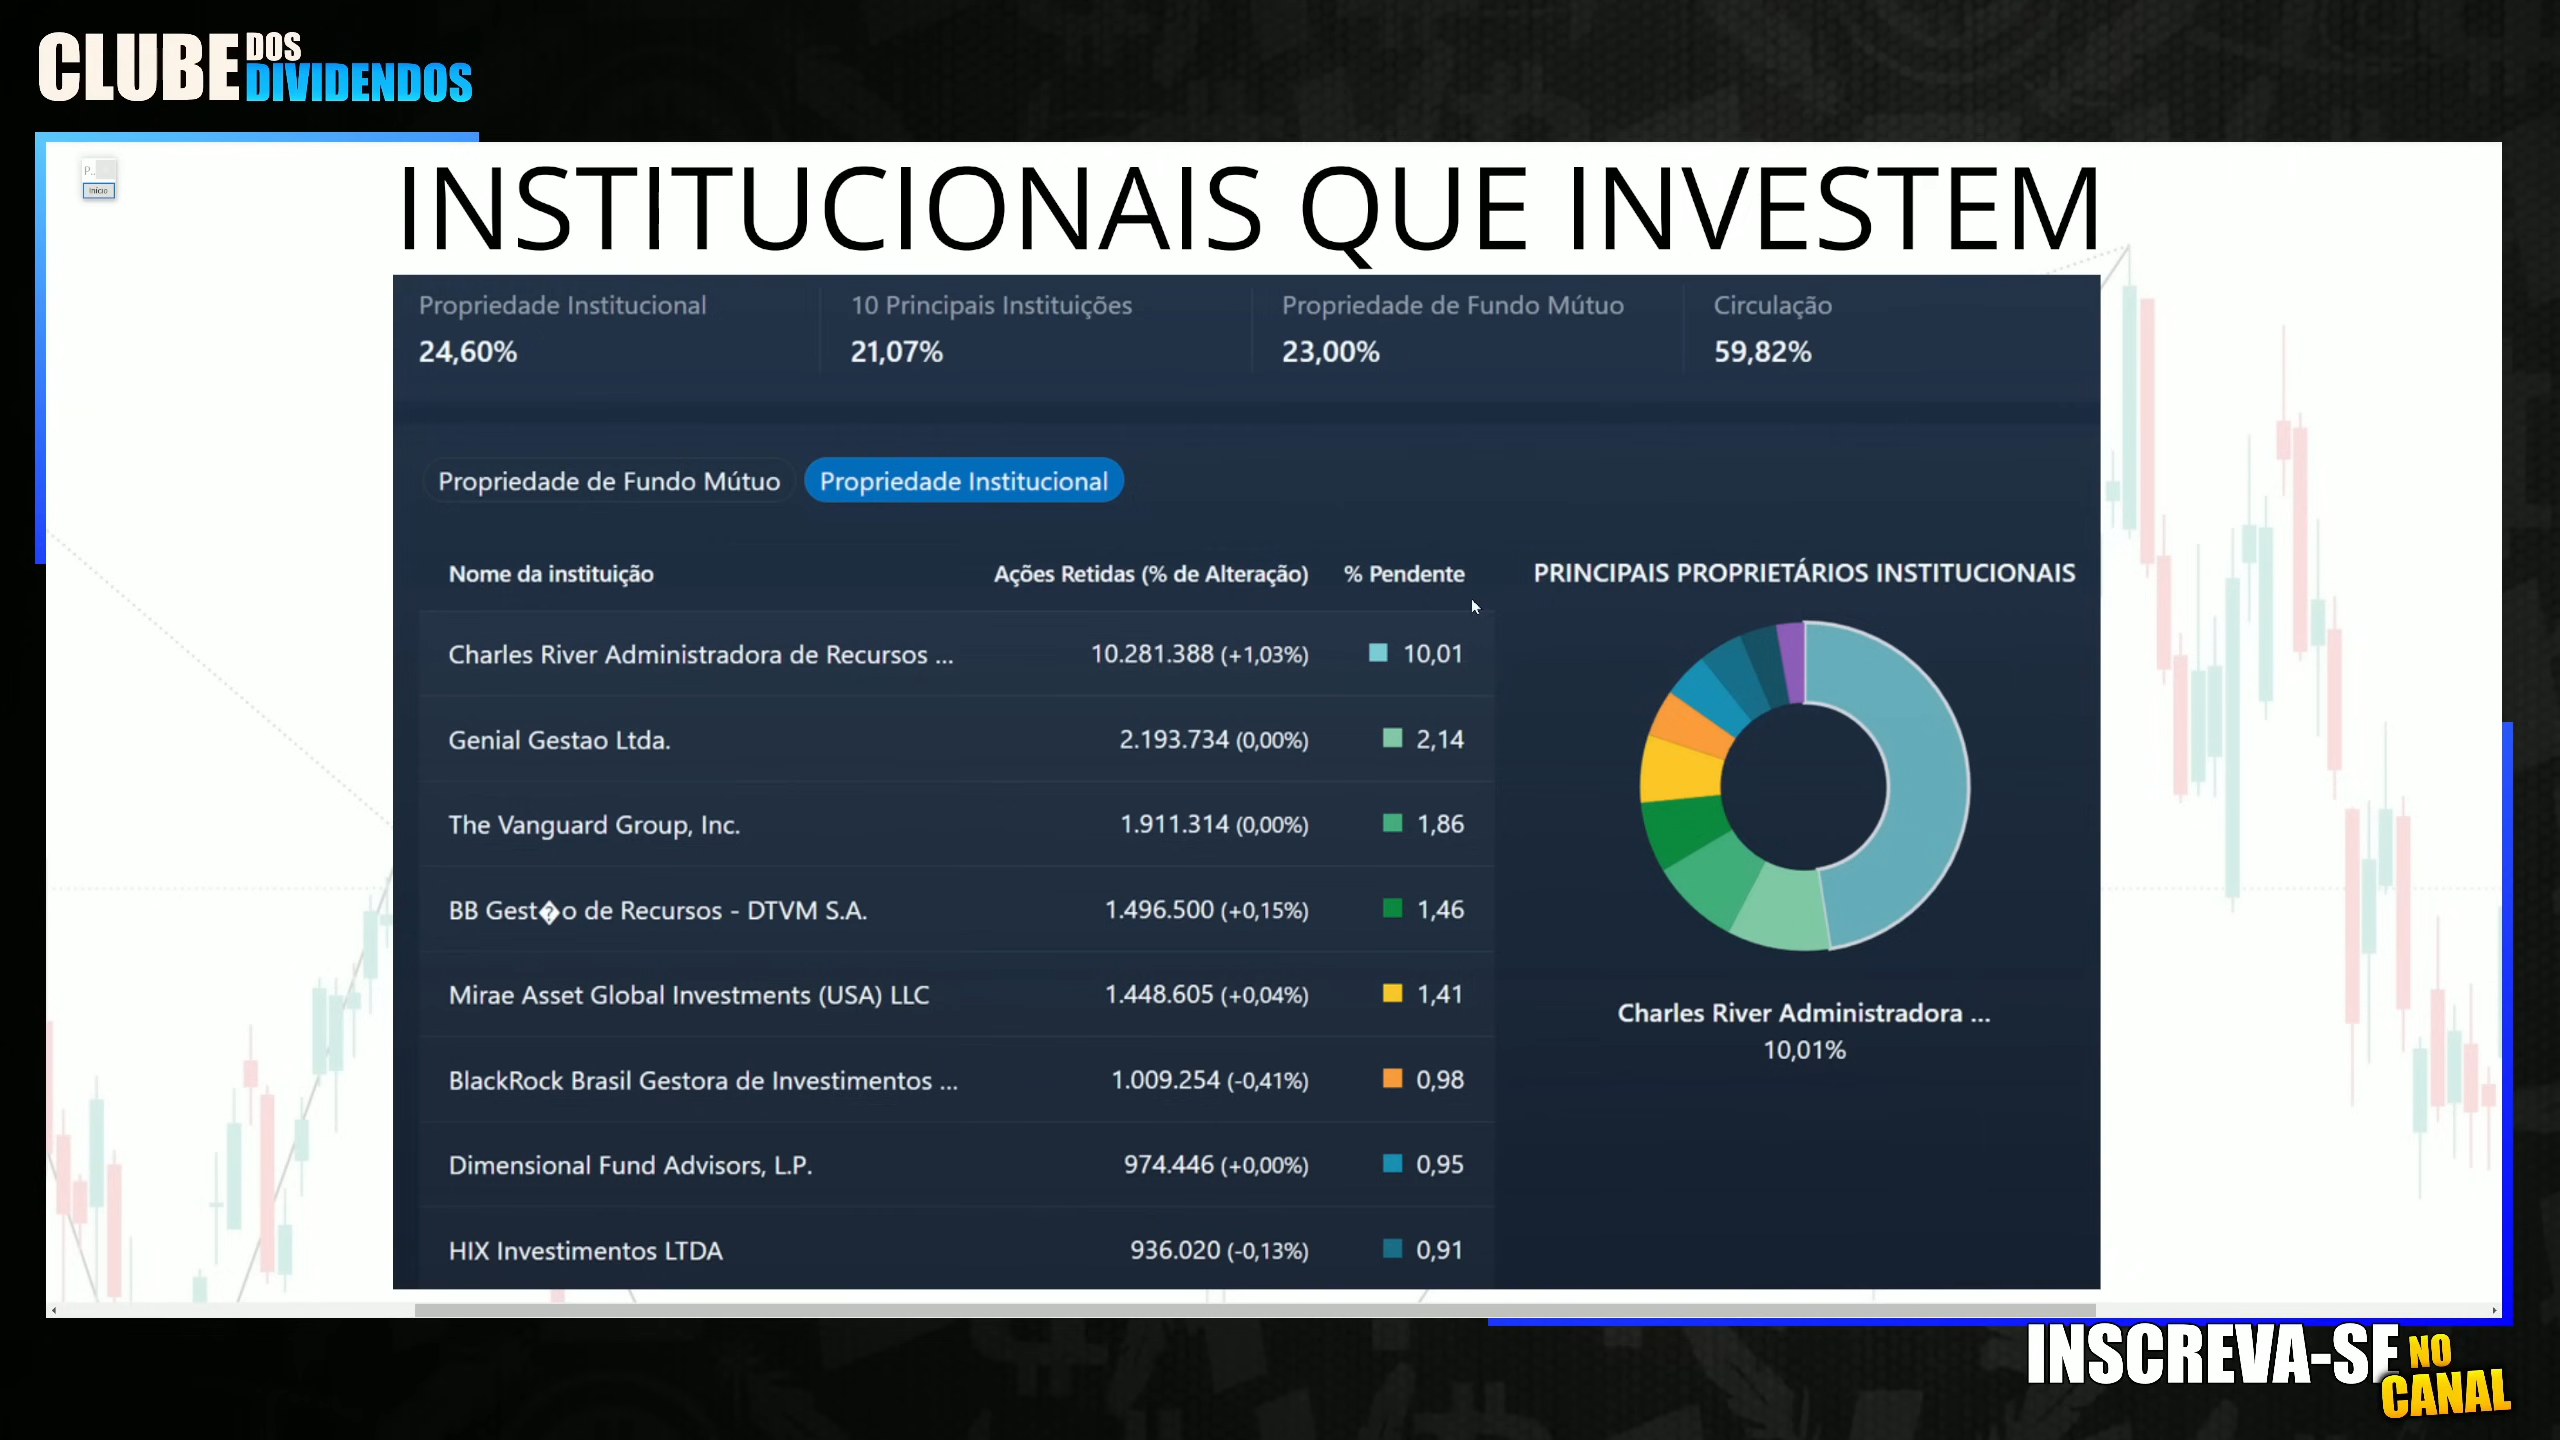 CLUBE DOS DIVIDENDOS
P..
Início
INSTITUCIONAIS QUE INVESTEM
Propriedade Institucional 10 Principais Instituições Propriedade de Fundo Mútuo Circulação
24,60% 21,07% 23,00% 59,82%
Propriedade de Fundo Mútuo Propriedade Institucional
Nome da instituição Ações Retidas (% de Alteração) % Pendente PRINCIPAIS PROPRIETÁRIOS INSTITUCIONAIS
Charles River Administradora de Recursos ... 10.281.388 (+1,03%) 10,01
Genial Gestao Ltda. 2.193.734 (0,00%) 2,14
The Vanguard Group, Inc. 1.911.314 (0,00%) 1,86
BB Gest�o de Recursos - DTVM S.A. 1.496.500 (+0,15%) 1,46
Mirae Asset Global Investments (USA) LLC 1.448.605 (+0,04%) 1,41
Charles River Administradora ...
10,01%
BlackRock Brasil Gestora de Investimentos ... 1.009.254 (-0,41%) 0,98
Dimensional Fund Advisors, L.P. 974.446 (+0,00%) 0,95
HIX Investimentos LTDA 936.020 (-0,13%) 0,91
INSCREVA-SE NO CANAL